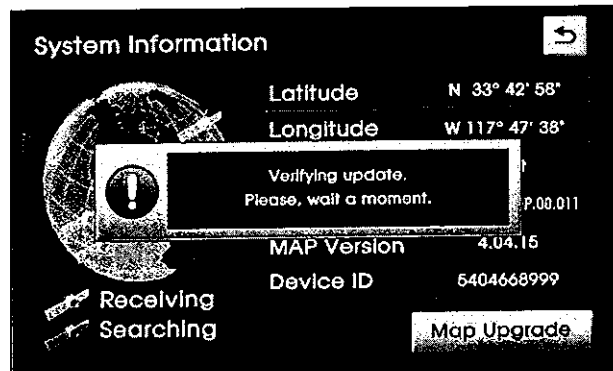 System Information
Latitude N 33° 42' 58"
Longitude W 117° 47' 38"
Verifying update.
Please, wait a moment.
P.00.011
MAP Version 4.04.15
Device ID 5404668999
Receiving
Searching
Map Upgrade